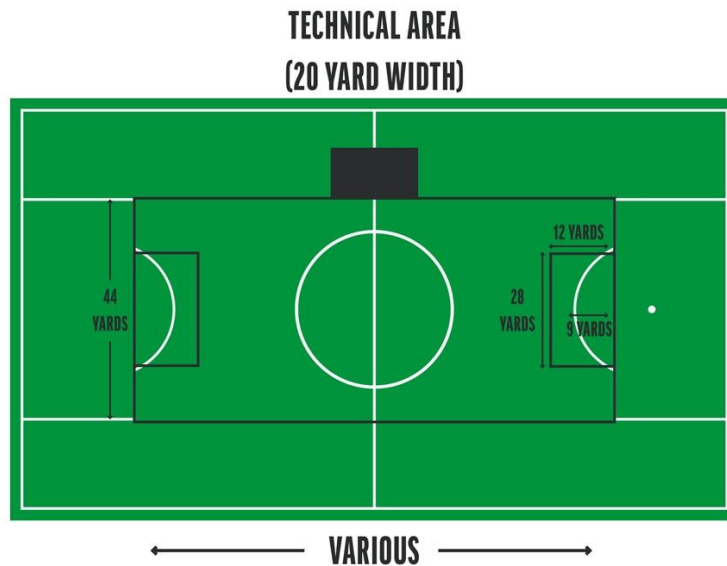 TECHNICAL AREA
(20 YARD WIDTH)
12 YARDS
44
YARDS
28
YARDS
9 YARDS
VARIOUS